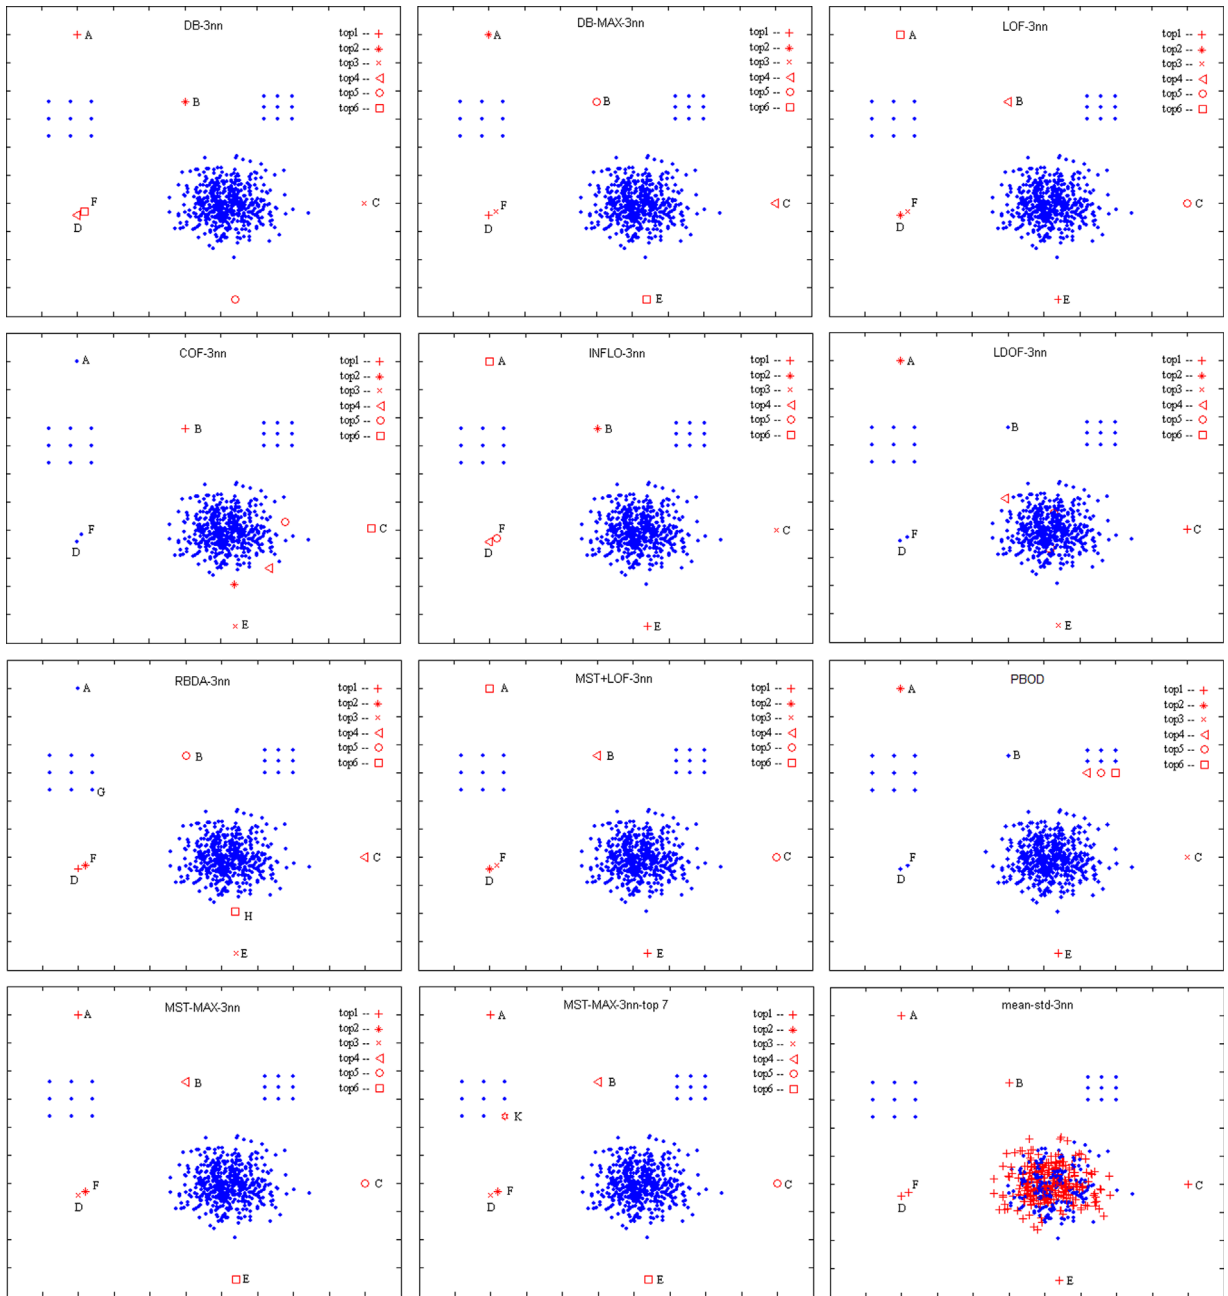 DB-3nn
top1 --
top2 --
top3 --
top4 --
top5 --
top6 --
A
B
C
F
D
DB-MAX-3nn
top1 --
top2 --
top3 --
top4 --
top5 --
top6 --
A
B
C
F
D
E
LOF-3nn
top1 --
top2 --
top3 --
top4 --
top5 --
top6 --
A
B
C
F
D
E
COF-3nn
top1 --
top2 --
top3 --
top4 --
top5 --
top6 --
A
B
C
F
D
E
INFLO-3nn
top1 --
top2 --
top3 --
top4 --
top5 --
top6 --
A
B
C
F
D
E
LDOF-3nn
top1 --
top2 --
top3 --
top4 --
top5 --
top6 --
A
B
C
F
D
E
RBDA-3nn
top1 --
top2 --
top3 --
top4 --
top5 --
top6 --
A
B
G
C
F
D
H
E
MST+LOF-3nn
top1 --
top2 --
top3 --
top4 --
top5 --
top6 --
A
B
C
F
D
E
PBOD
top1 --
top2 --
top3 --
top4 --
top5 --
top6 --
A
B
C
F
D
E
MST-MAX-3nn
top1 --
top2 --
top3 --
top4 --
top5 --
top6 --
A
B
C
F
D
E
MST-MAX-3nn-top 7
top1 --
top2 --
top3 --
top4 --
top5 --
top6 --
A
B
K
C
F
D
E
mean-std-3nn
A
B
C
F
D
E